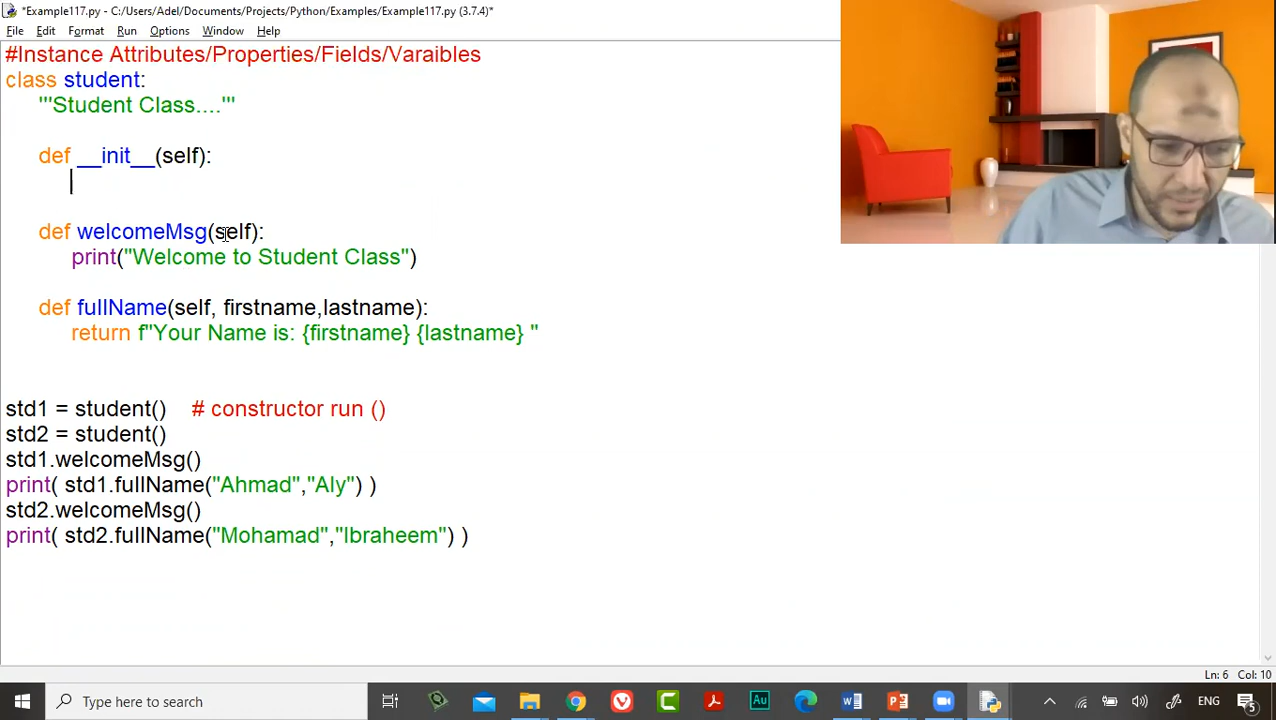 *Example117.py - C:/Users/Adel/Documents/Projects/Python/Examples/Example117.py (3.7.4)*
File Edit Format Run Options Window Help
#Instance Attributes/Properties/Fields/Varaibles
class student:
'''Student Class....'''
def __init__(self):
def welcomeMsg(self):
print("Welcome to Student Class")
def fullName(self, firstname,lastname):
return f"Your Name is: {firstname} {lastname} "
std1 = student() # constructor run ()
std2 = student()
std1.welcomeMsg()
print( std1.fullName("Ahmad","Aly") )
std2.welcomeMsg()
print( std2.fullName("Mohamad","Ibraheem") )
Ln: 6 Col: 10
Type here to search
Au
ENG
5